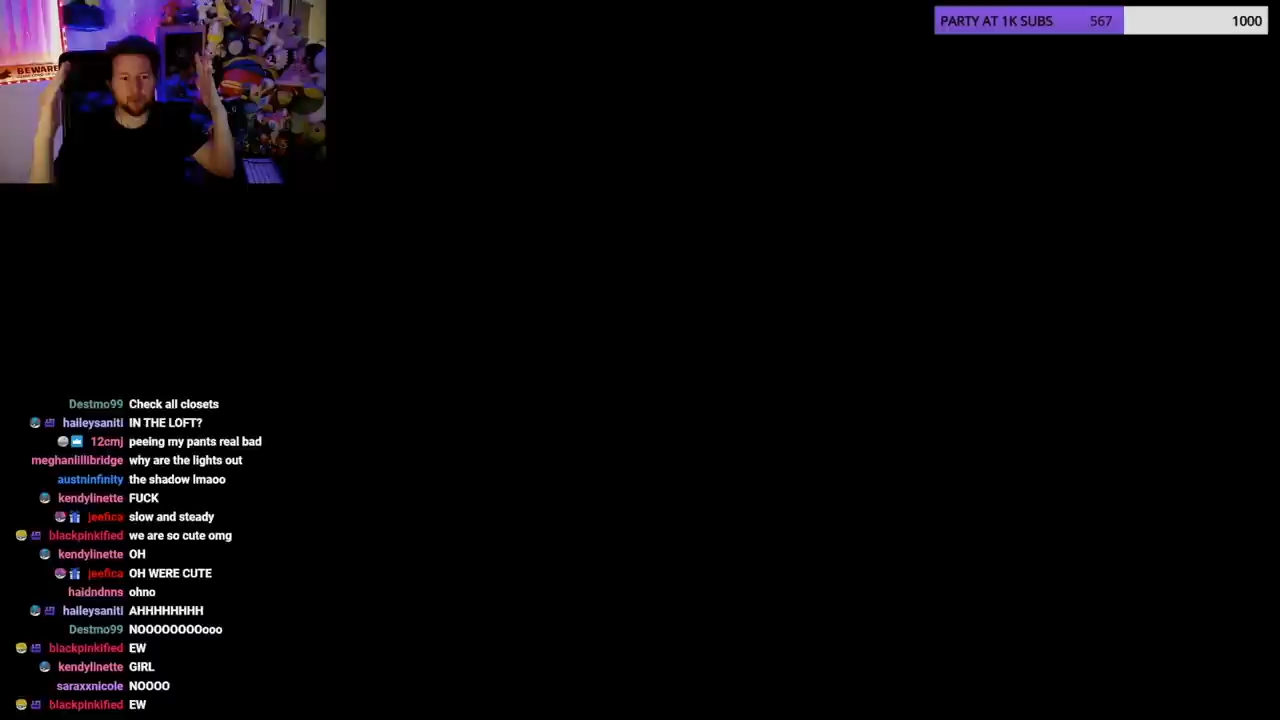 BEWARE
PARTY AT 1K SUBS 567 1000
Destmo99 Check all closets
haileysaniti IN THE LOFT?
12cmj peeing my pants real bad
meghanlillibridge why are the lights out
austninfinity the shadow lmaoo
kendylinette FUCK
jeefica slow and steady
blackpinkified we are so cute omg
kendylinette OH
jeefica OH WERE CUTE
haidndnns ohno
haileysaniti AHHHHHHHH
Destmo99 NOOOOOOOOooo
blackpinkified EW
kendylinette GIRL
saraxxnicole NOOOO
blackpinkified EW